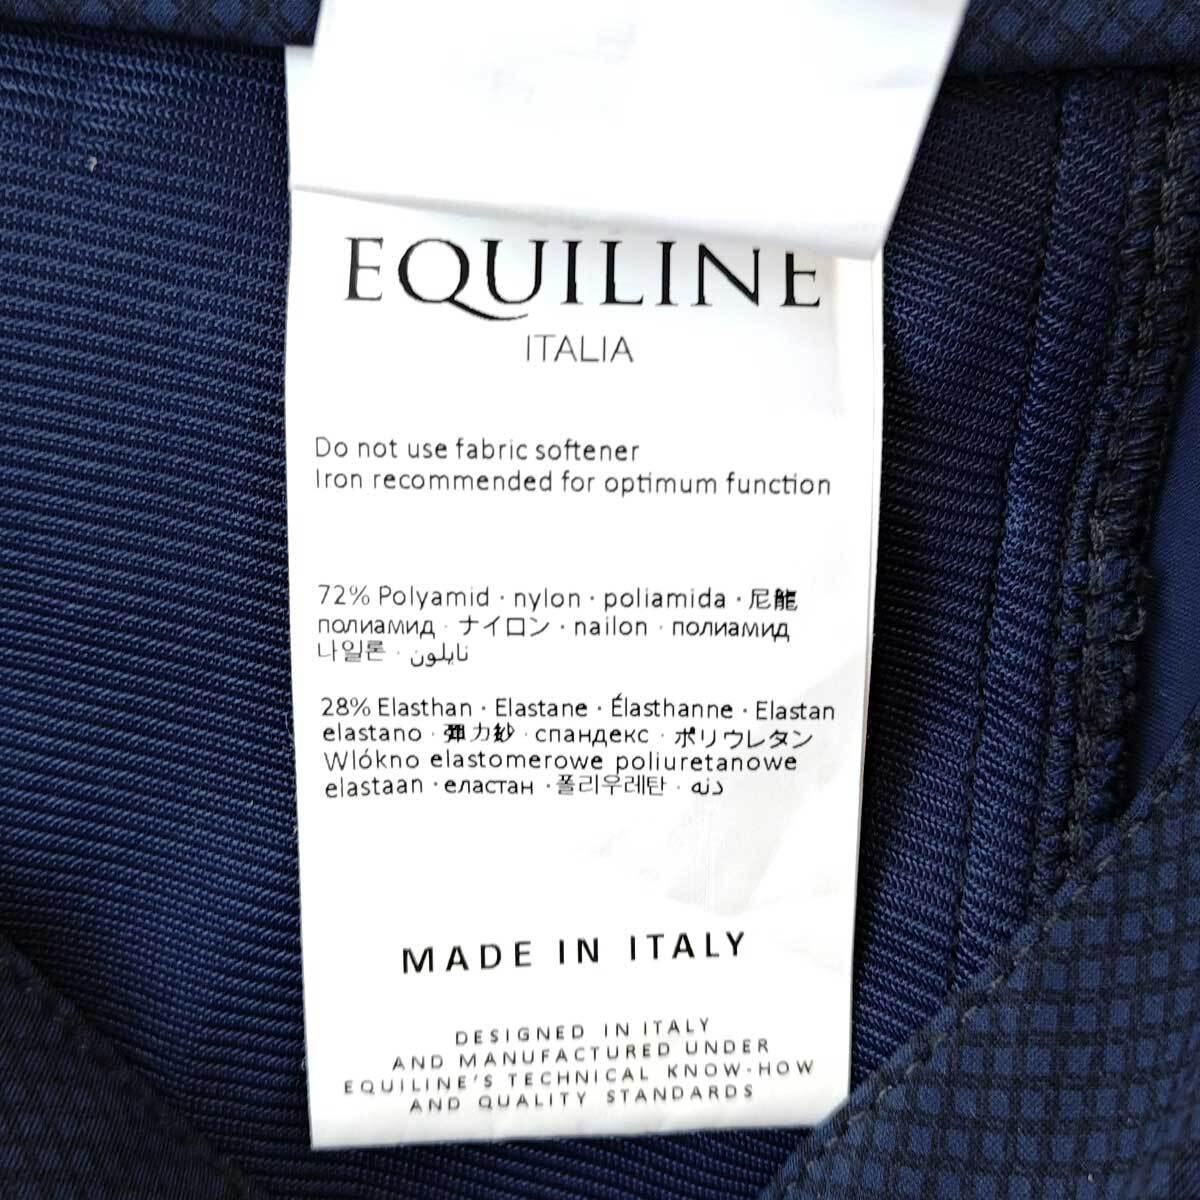 EQUILINE
ITALIA
Do not use fabric softener
Iron recommended for optimum function
72% Polyamid · nylon · poliamida · 尼龍
полиамид · ナイロン · nailon · полиамид
나일론 · نايلون
28% Elasthan · Elastane · Élasthanne · Elastan
elastano · 弾力紗 · спандекс · ポリウレタン
Wlókno elastomerowe poliuretanowe
elastaan · еластан · 폴리우레탄 · دنه
MADE IN ITALY
DESIGNED IN ITALY
AND MANUFACTURED UNDER
EQUILINE'S TECHNICAL KNOW-HOW
AND QUALITY STANDARDS